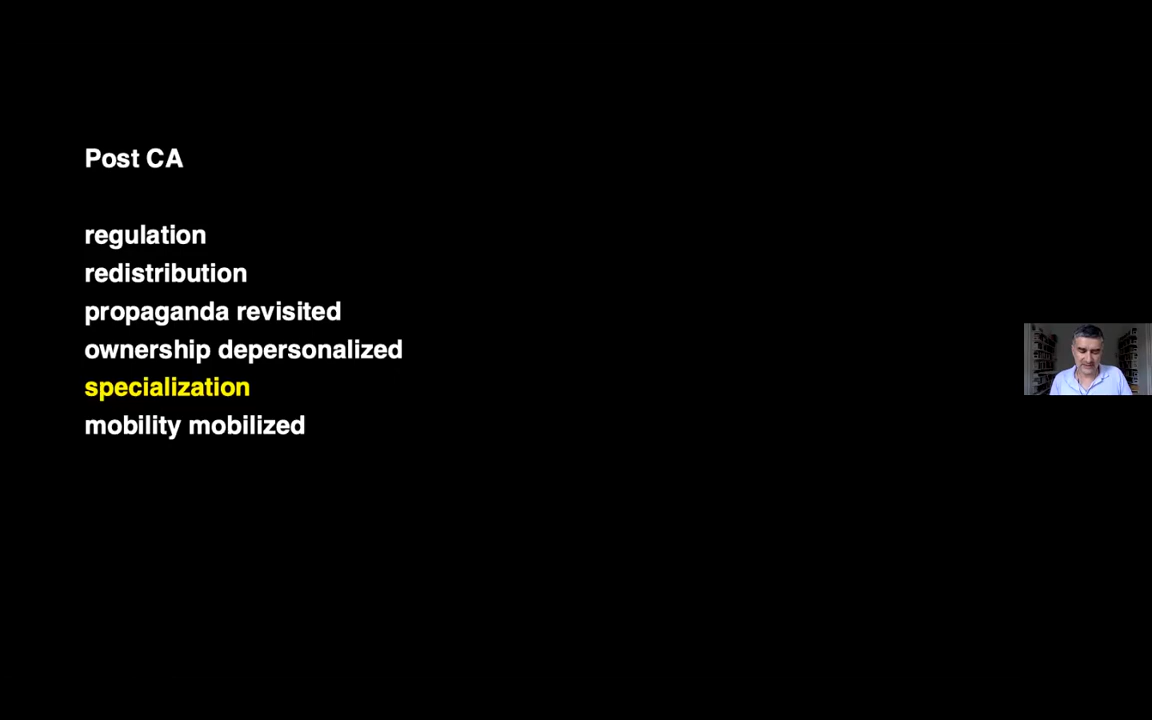 Post CA
regulation
redistribution
propaganda revisited
ownership depersonalized
specialization
mobility mobilized